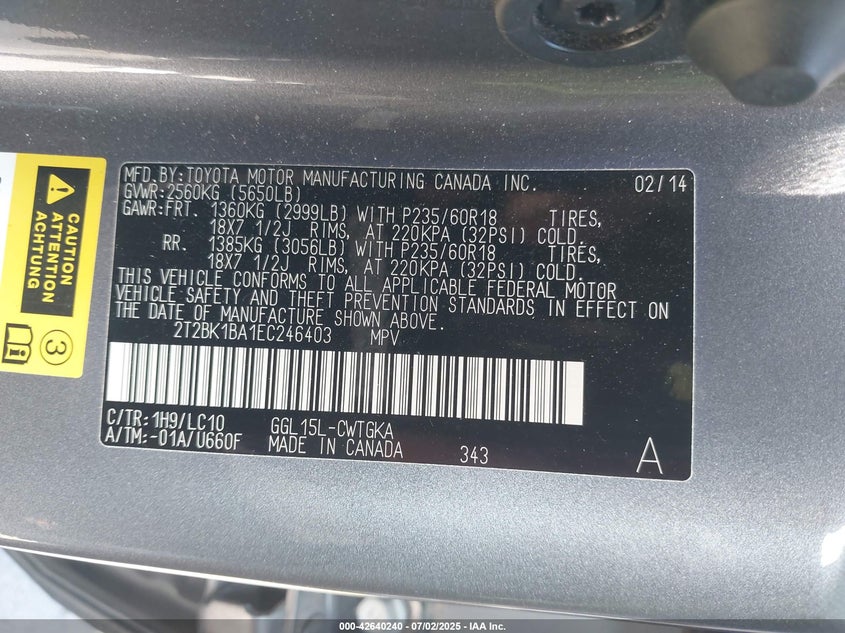 MFD.BY:TOYOTA MOTOR MANUFACTURING CANADA INC. 02/14
GVWR:2560KG (5650LB)
GAWR:FRT. 1360KG (2999LB) WITH P235/60R18 TIRES,
18X7 1/2J RIMS, AT 220KPA (32PSI) COLD.
RR. 1385KG (3056LB) WITH P235/60R18 TIRES,
18X7 1/2J RIMS, AT 220KPA (32PSI) COLD.
THIS VEHICLE CONFORMS TO ALL APPLICABLE FEDERAL MOTOR
VEHICLE SAFETY AND THEFT PREVENTION STANDARDS IN EFFECT ON
THE DATE OF MANUFACTURE SHOWN ABOVE.
2T2BK1BA1EC246403 MPV
C/TR:1H9/LC10 GGL15L-CWTGKA
A/TM:-01A/U660F MADE IN CANADA 343 A
CAUTION
ATTENTION
ACHTUNG
3
000-42640240 - 07/02/2025 - IAA Inc.